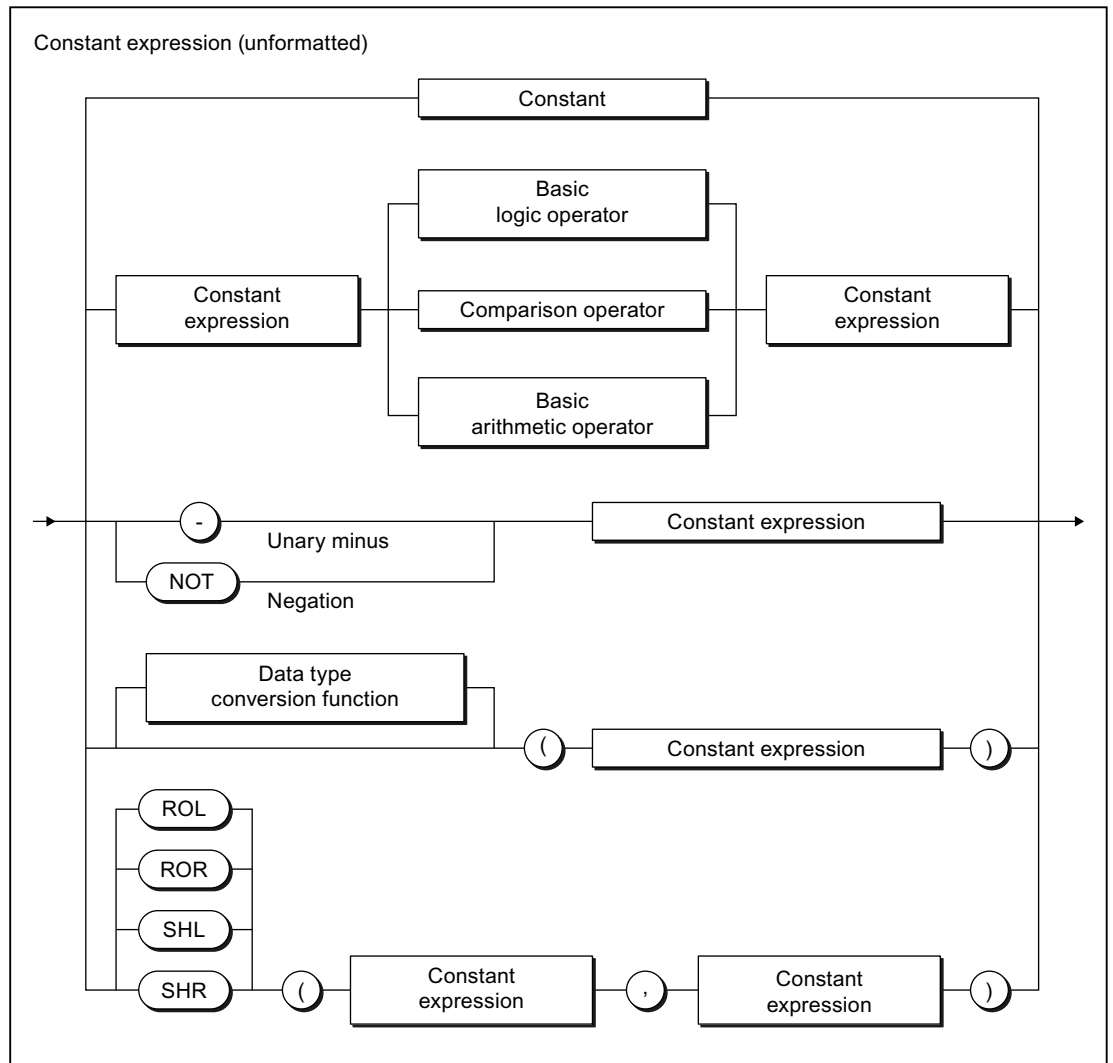 Constant expression (unformatted)
Constant
Basic
logic operator
Constant
expression
Comparison operator
Constant
expression
Basic
arithmetic operator
-
Unary minus
Constant expression
NOT
Negation
Data type
conversion function
(
Constant expression
)
ROL
ROR
SHL
SHR
(
Constant
expression
,
Constant
expression
)